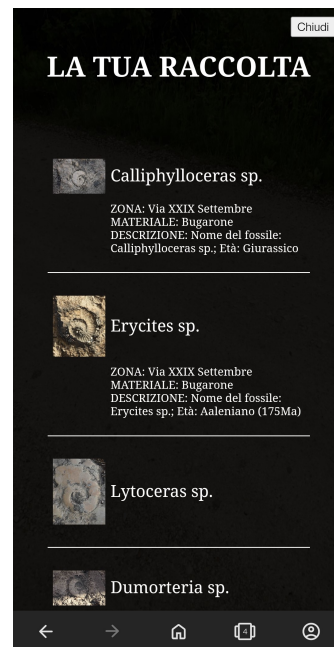 Chiudi
LA TUA RACCOLTA
Calliphylloceras sp.
ZONA: Via XXIX Settembre
MATERIALE: Bugarone
DESCRIZIONE: Nome del fossile:
Calliphylloceras sp.; Età: Giurassico
Erycites sp.
ZONA: Via XXIX Settembre
MATERIALE: Bugarone
DESCRIZIONE: Nome del fossile:
Erycites sp.; Età: Aaleniano (175Ma)
Lytoceras sp.
Dumorteria sp.
4